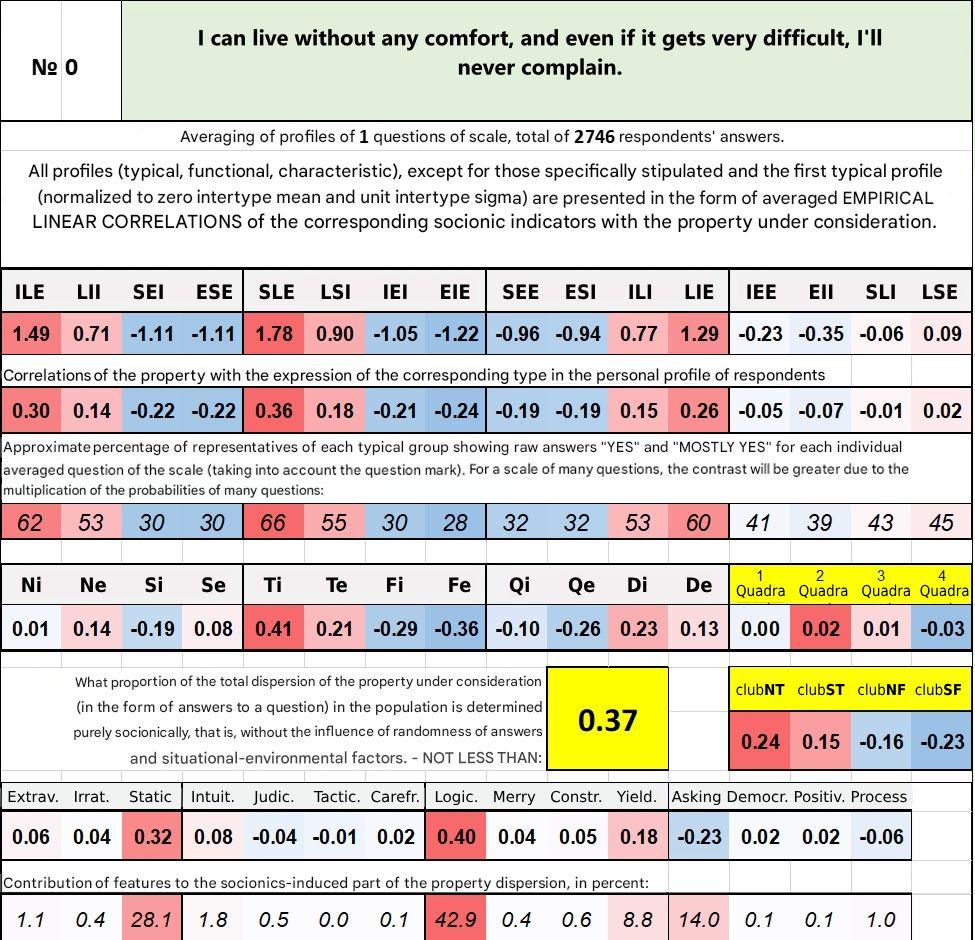 № 0
I can live without any comfort, and even if it gets very difficult, I'll
never complain.
Averaging of profiles of 1 questions of scale, total of 2746 respondents' answers.
All profiles (typical, functional, characteristic), except for those specifically stipulated and the first typical profile
(normalized to zero intertype mean and unit intertype sigma) are presented in the form of averaged EMPIRICAL
LINEAR CORRELATIONS of the corresponding socionic indicators with the property under consideration.
ILE LII SEI ESE SLE LSI IEI EIE SEE ESI ILI LIE IEE EII SLI LSE
1.49 0.71 -1.11 -1.11 1.78 0.90 -1.05 -1.22 -0.96 -0.94 0.77 1.29 -0.23 -0.35 -0.06 0.09
Correlations of the property with the expression of the corresponding type in the personal profile of respondents
0.30 0.14 -0.22 -0.22 0.36 0.18 -0.21 -0.24 -0.19 -0.19 0.15 0.26 -0.05 -0.07 -0.01 0.02
Approximate percentage of representatives of each typical group showing raw answers "YES" and "MOSTLY YES" for each individual
averaged question of the scale (taking into account the question mark). For a scale of many questions, the contrast will be greater due to the
multiplication of the probabilities of many questions:
62 53 30 30 66 55 30 28 32 32 53 60 41 39 43 45
Ni Ne Si Se Ti Te Fi Fe Qi Qe Di De 1 Quadra 2 Quadra 3 Quadra 4 Quadra
0.01 0.14 -0.19 0.08 0.41 0.21 -0.29 -0.36 -0.10 -0.26 0.23 0.13 0.00 0.02 0.01 -0.03
What proportion of the total dispersion of the property under consideration
(in the form of answers to a question) in the population is determined
purely socionically, that is, without the influence of randomness of answers
and situational-environmental factors. - NOT LESS THAN:
0.37
clubNT clubST clubNF clubSF
0.24 0.15 -0.16 -0.23
Extrav. Irrat. Static Intuit. Judic. Tactic. Carefr. Logic. Merry Constr. Yield. Asking Democr. Positiv. Process
0.06 0.04 0.32 0.08 -0.04 -0.01 0.02 0.40 0.04 0.05 0.18 -0.23 0.02 0.02 -0.06
Contribution of features to the socionics-induced part of the property dispersion, in percent:
1.1 0.4 28.1 1.8 0.5 0.0 0.1 42.9 0.4 0.6 8.8 14.0 0.1 0.1 1.0